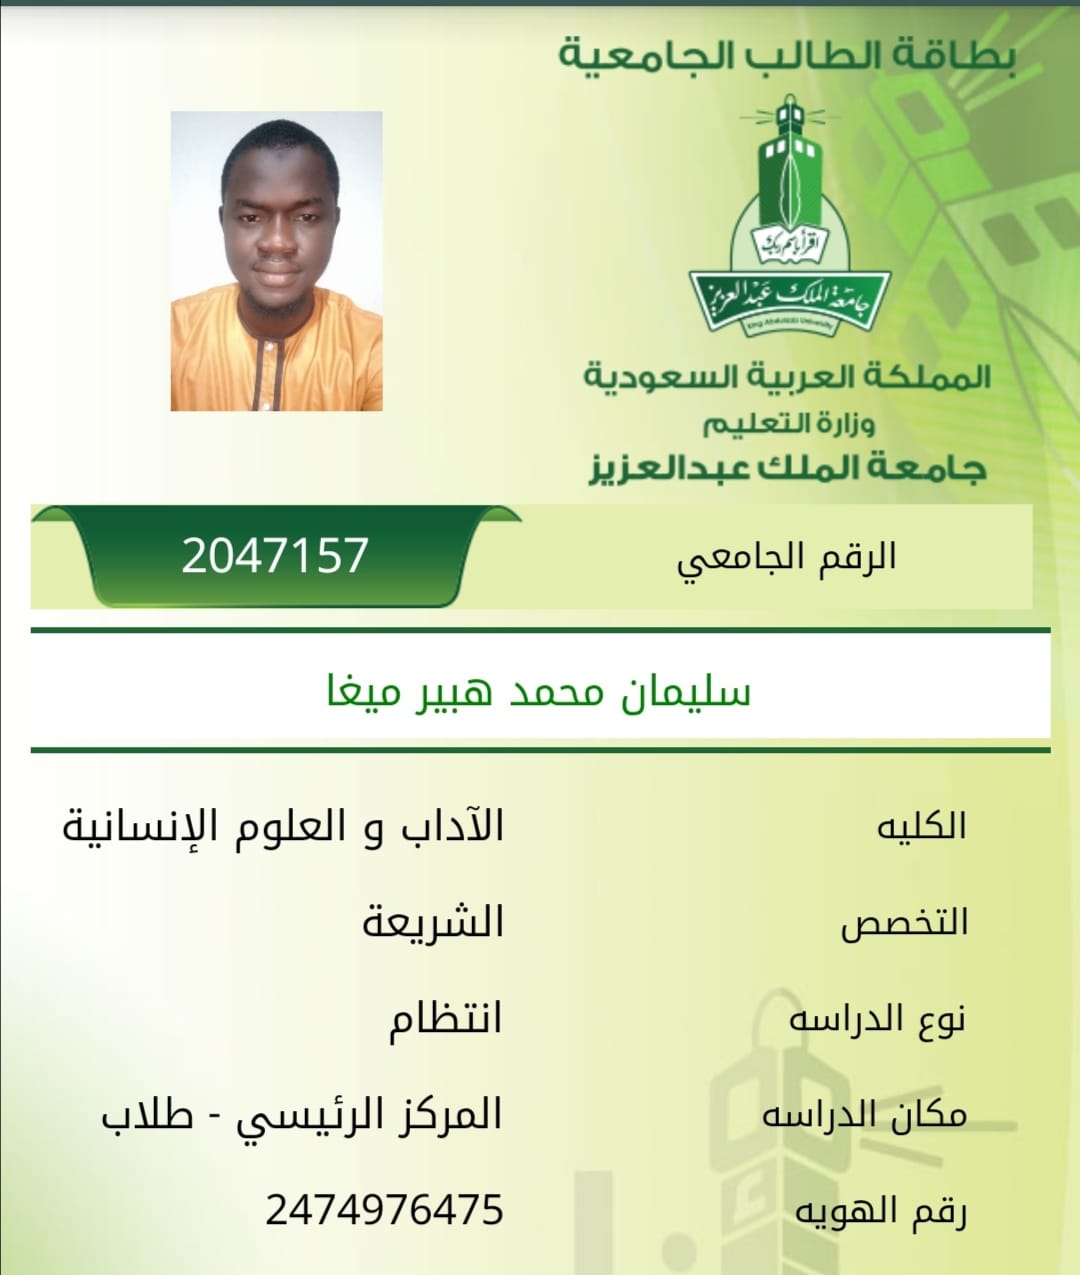 بطاقة الطالب الجامعية
اقرأ باسم ربك
جامعة الملك عبدالعزيز
King Abdulaziz University
المملكة العربية السعودية
وزارة التعليم
جامعة الملك عبدالعزيز
الرقم الجامعي 2047157
سليمان محمد هبير ميغا
الكليه الآداب و العلوم الإنسانية
التخصص الشريعة
نوع الدراسه انتظام
مكان الدراسه المركز الرئيسي - طلاب
رقم الهويه 2474976475